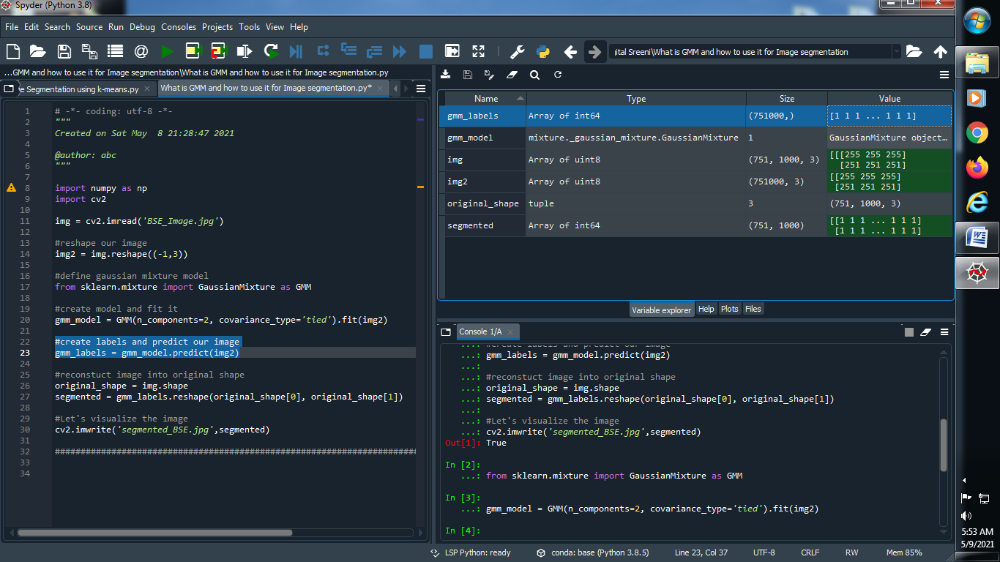 Spyder (Python 3.8)
File Edit Search Source Run Debug Consoles Projects Tools View Help
ital Sreeni\What is GMM and how to use it for Image segmentation
...GMM and how to use it for Image segmentation\What is GMM and how to use it for Image segmentation.py
e Segmentation using k-means.py
What is GMM and how to use it for Image segmentation.py*
1 # -*- coding: utf-8 -*-
2 """
3 Created on Sat May  8 21:28:47 2021
4
5 @author: abc
6 """
7
8 import numpy as np
9 import cv2
10
11 img = cv2.imread('BSE_Image.jpg')
12
13 #reshape our image
14 img2 = img.reshape((-1,3))
15
16 #define gaussian mixture model
17 from sklearn.mixture import GaussianMixture as GMM
18
19 #create model and fit it
20 gmm_model = GMM(n_components=2, covariance_type='tied').fit(img2)
21
22 #create labels and predict our image
23 gmm_labels = gmm_model.predict(img2)
24
25 #reconstuct image into original shape
26 original_shape = img.shape
27 segmented = gmm_labels.reshape(original_shape[0], original_shape[1])
28
29 #Let's visualize the image
30 cv2.imwrite('segmented_BSE.jpg',segmented)
31
32 ######################################################################
33
34
Name Type Size Value
gmm_labels Array of int64 (751000,) [1 1 1 ... 1 1 1]
gmm_model mixture._gaussian_mixture.GaussianMixture 1 GaussianMixture object...
img Array of uint8 (751, 1000, 3) [[[255 255 255]
[251 251 251]
img2 Array of uint8 (751000, 3) [[255 255 255]
[251 251 251]
original_shape tuple 3 (751, 1000, 3)
segmented Array of int64 (751, 1000) [[1 1 1 ... 1 1 1]
[1 1 1 ... 1 1 1]
Variable explorer Help Plots Files
Console 1/A
...: #create labels and predict our image
...: gmm_labels = gmm_model.predict(img2)
...:
...: #reconstuct image into original shape
...: original_shape = img.shape
...: segmented = gmm_labels.reshape(original_shape[0], original_shape[1])
...:
...: #Let's visualize the image
...: cv2.imwrite('segmented_BSE.jpg',segmented)
Out[1]: True
In [2]:
...: from sklearn.mixture import GaussianMixture as GMM
In [3]:
...: gmm_model = GMM(n_components=2, covariance_type='tied').fit(img2)
In [4]:
LSP Python: ready conda: base (Python 3.8.5) Line 23, Col 37 UTF-8 CRLF RW Mem 85%
5:53 AM
5/9/2021